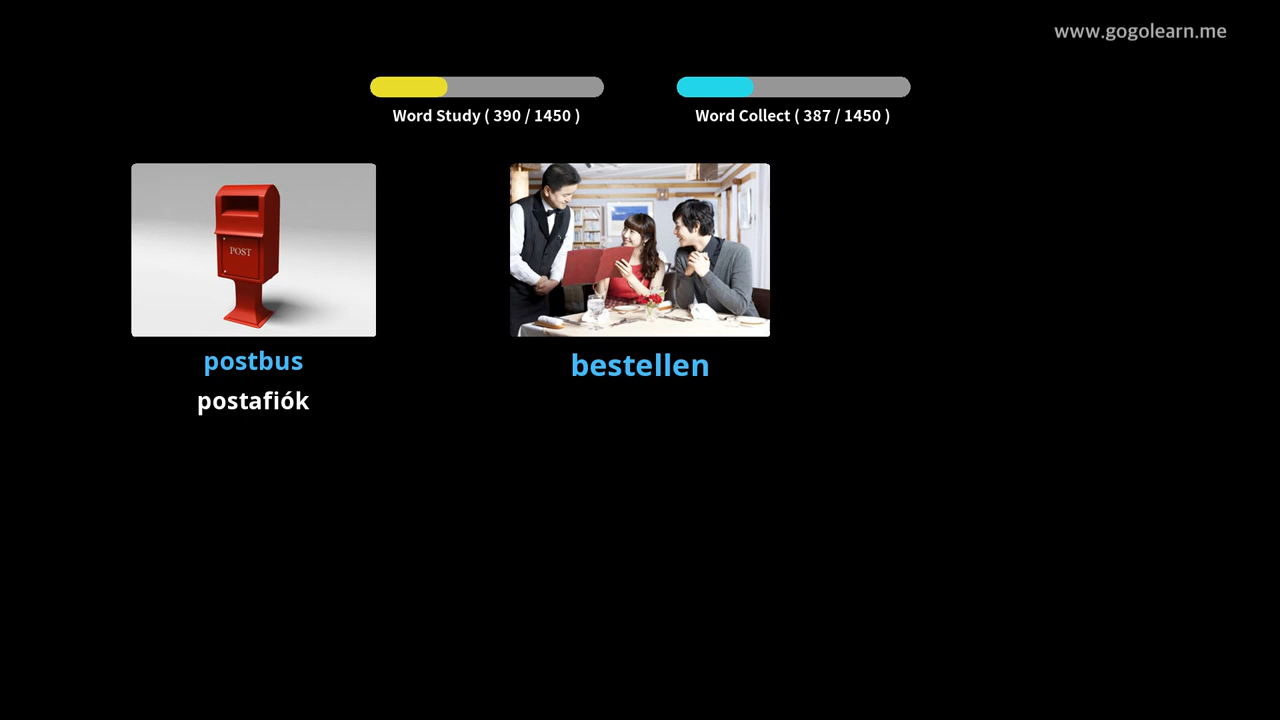 www.gogolearn.me
Word Study ( 390 / 1450 )
Word Collect ( 387 / 1450 )
POST
postbus
bestellen
postafiók